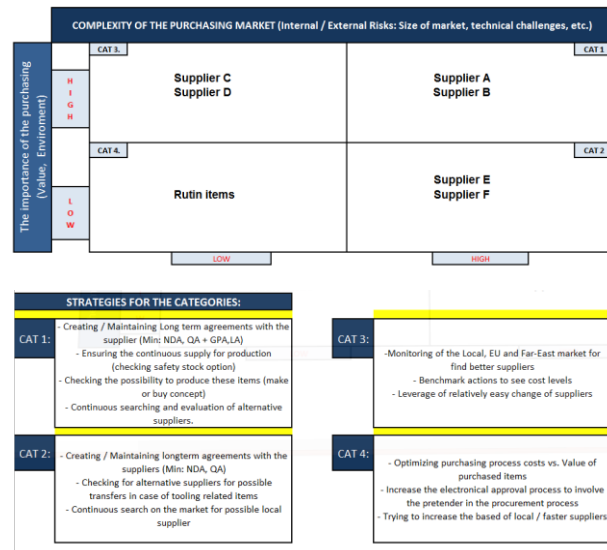 COMPLEXITY OF THE PURCHASING MARKET (Internal / External Risks: Size of market, technical challenges, etc.)
The importance of the purchasing
(Value, Enviroment)
CAT 3.
CAT 1
H
I
G
H
Supplier C
Supplier D
Supplier A
Supplier B
CAT 4.
CAT 2
L
O
W
Rutin items
Supplier E
Supplier F
LOW
HIGH
STRATEGIES FOR THE CATEGORIES:
CAT 1:
- Creating / Maintaining Long term agreements with the
supplier (Min: NDA, QA + GPA,LA)
- Ensuring the continuous supply for production
(checking safety stock option)
- Checking the possibility to produce these items (make
or buy concept)
- Continuous searching and evaluation of alternative
suppliers.
CAT 3:
-Monitoring of the Local, EU and Far-East market for
find better suppliers
- Benchmark actions to see cost levels
- Leverage of relatively easy change of suppliers
CAT 2:
- Creating / Maintaining longterm agreements with the
suppliers (Min: NDA, QA)
- Checking for alternative suppliers for possible
transfers in case of tooling related items
- Continuous search on the market for possible local
supplier
CAT 4:
- Optimizing purchasing process costs vs. Value of
purchased items
- Increase the electronical approval process to involve
the pretender in the procurement process
- Trying to increase the based of local / faster suppliers